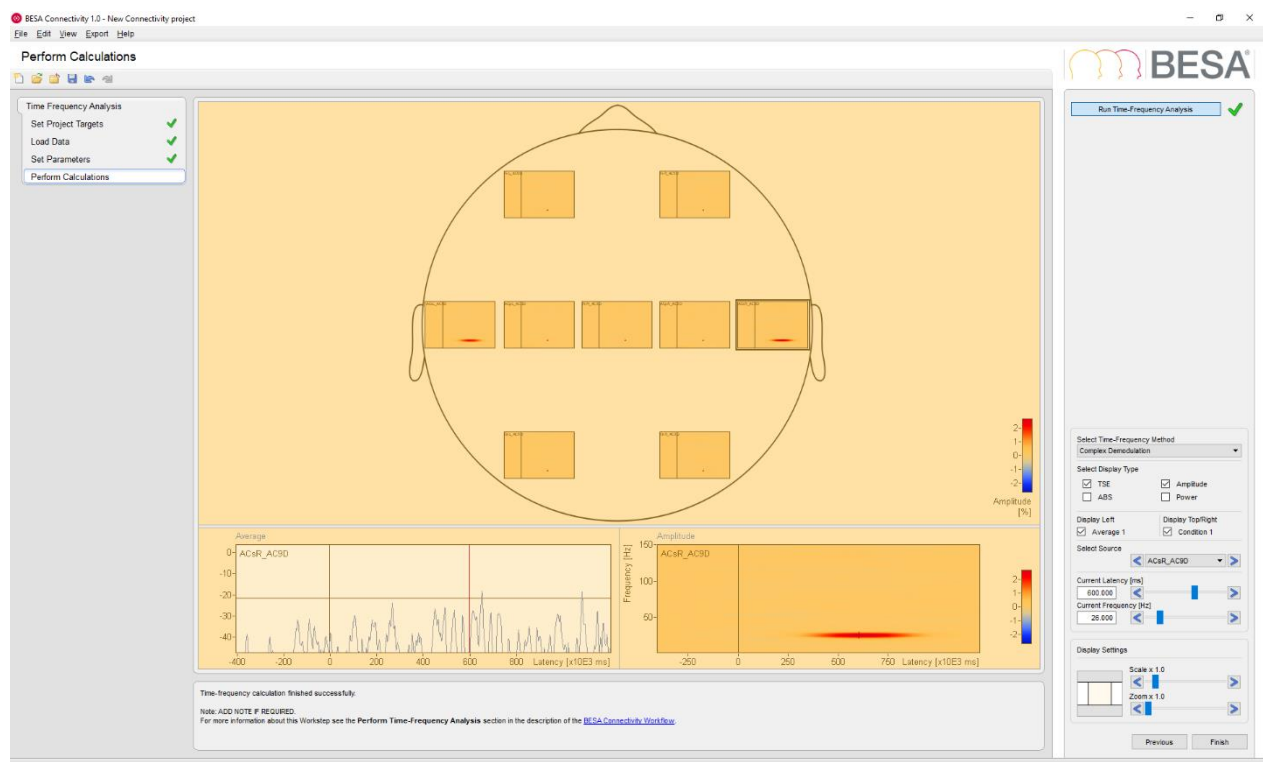 BESA Connectivity 1.0 - New Connectivity project
File Edit View Export Help
Perform Calculations
BESA
Time Frequency Analysis
Set Project Targets
Load Data
Set Parameters
Perform Calculations
Run Time-Frequency Analysis
2
1
0
-1
-2
Amplitude
[%]
Average
ACsR_AC9D
0
-10
-20
-30
-40
-400 -200 0 200 400 600 800 Latency [x10E3 ms]
Amplitude
ACsR_AC9D
Frequency [Hz]
150
100
50
-250 0 250 500 750 Latency [x10E3 ms]
2
1
0
-1
-2
Select Time-Frequency Method
Complex Demodulation
Select Display Type
TSE Amplitude
ABS Power
Display Left Display Top/Right
Average 1 Condition 1
Select Source
ACsR_AC9D
Current Latency [ms]
600.000
Current Frequency [Hz]
25.000
Display Settings
Scale x 1.0
Zoom x 1.0
Previous Finish
Time-frequency calculation finished successfully.
Note: ADD NOTE IF REQUIRED.
For more information about this Workstep see the Perform Time-Frequency Analysis section in the description of the BESA Connectivity Workflow.